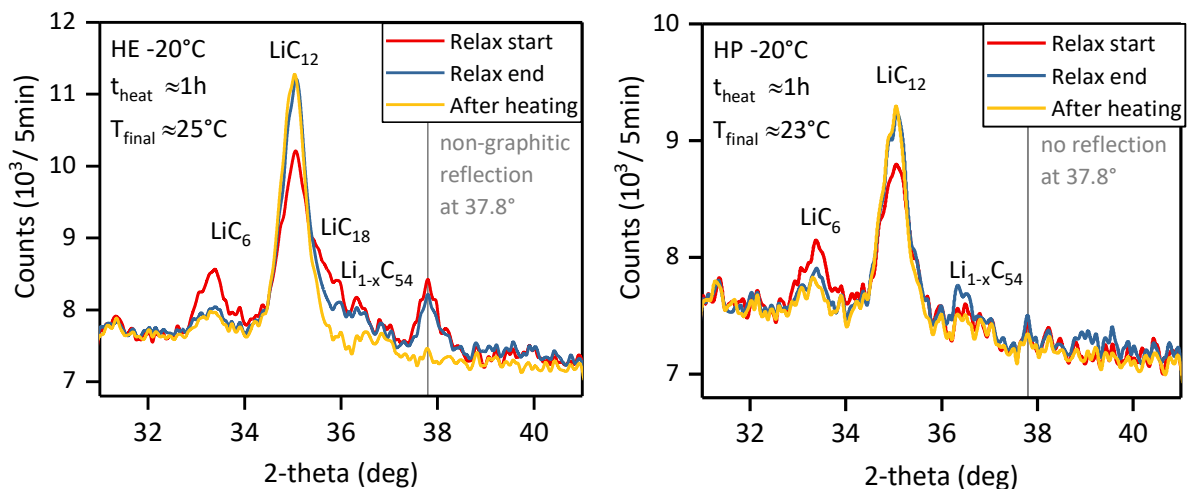 12
11
10
9
8
7
Counts (10³/ 5min)
HE -20°C
t_heat ≈1h
T_final ≈25°C
LiC₁₂
Relax start
Relax end
After heating
non-graphitic
reflection
at 37.8°
LiC₆
LiC₁₈
Li₁₋ₓC₅₄
32
34
36
38
40
2-theta (deg)
10
9
8
7
Counts (10³/ 5min)
HP -20°C
t_heat ≈1h
T_final ≈23°C
LiC₁₂
Relax start
Relax end
After heating
no reflection
at 37.8°
LiC₆
Li₁₋ₓC₅₄
32
34
36
38
40
2-theta (deg)